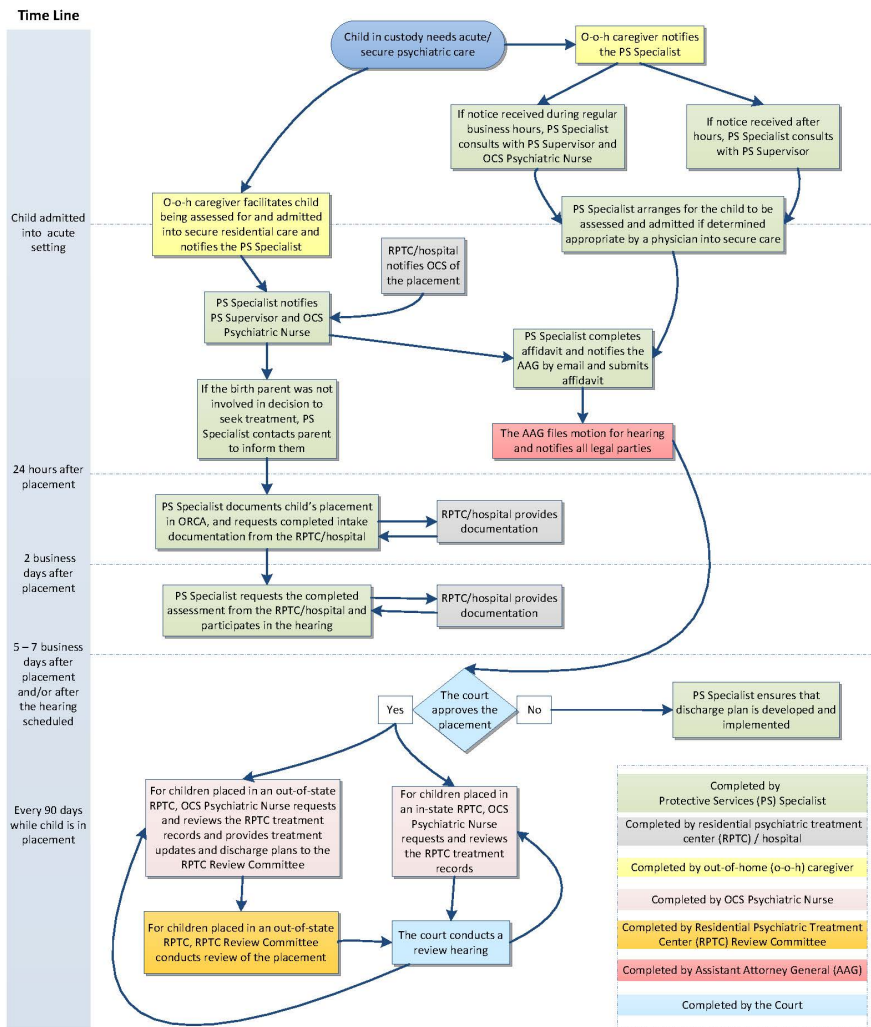 Time Line
Child in custody needs acute/
secure psychiatric care
O-o-h caregiver notifies
the PS Specialist
If notice received during regular
business hours, PS Specialist
consults with PS Supervisor and
OCS Psychiatric Nurse
If notice received after
hours, PS Specialist consults
with PS Supervisor
Child admitted
into acute
setting
O-o-h caregiver facilitates child
being assessed for and admitted
into secure residential care and
notifies the PS Specialist
PS Specialist arranges for the child to be
assessed and admitted if determined
appropriate by a physician into secure care
RPTC/hospital
notifies OCS of
the placement
PS Specialist notifies
PS Supervisor and OCS
Psychiatric Nurse
PS Specialist completes
affidavit and notifies the
AAG by email and submits
affidavit
If the birth parent was not
involved in decision to
seek treatment, PS
Specialist contacts parent
to inform them
The AAG files motion for hearing
and notifies all legal parties
24 hours after
placement
PS Specialist documents child's placement
in ORCA, and requests completed intake
documentation from the RPTC/hospital
RPTC/hospital provides
documentation
2 business
days after
placement
PS Specialist requests the completed
assessment from the RPTC/hospital and
participates in the hearing
RPTC/hospital provides
documentation
5 – 7 business
days after
placement
and/or after
the hearing
scheduled
The court
approves the
placement
Yes
No
PS Specialist ensures that
discharge plan is developed and
implemented
Every 90 days
while child is in
placement
For children placed in an out-of-state
RPTC, OCS Psychiatric Nurse requests
and reviews the RPTC treatment
records and provides treatment
updates and discharge plans to the
RPTC Review Committee
For children placed in
an in-state RPTC, OCS
Psychiatric Nurse
requests and reviews
the RPTC treatment
records
For children placed in an out-of-state
RPTC, RPTC Review Committee
conducts review of the placement
The court conducts a
review hearing
Completed by
Protective Services (PS) Specialist
Completed by residential psychiatric treatment
center (RPTC) / hospital
Completed by out-of-home (o-o-h) caregiver
Completed by OCS Psychiatric Nurse
Completed by Residential Psychiatric Treatment
Center (RPTC) Review Committee
Completed by Assistant Attorney General (AAG)
Completed by the Court